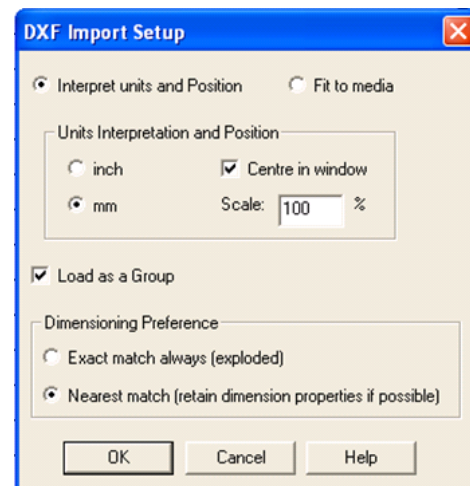 DXF Import Setup
Interpret units and Position Fit to media
Units Interpretation and Position
inch Centre in window
mm Scale: 100 %
Load as a Group
Dimensioning Preference
Exact match always (exploded)
Nearest match (retain dimension properties if possible)
OK Cancel Help